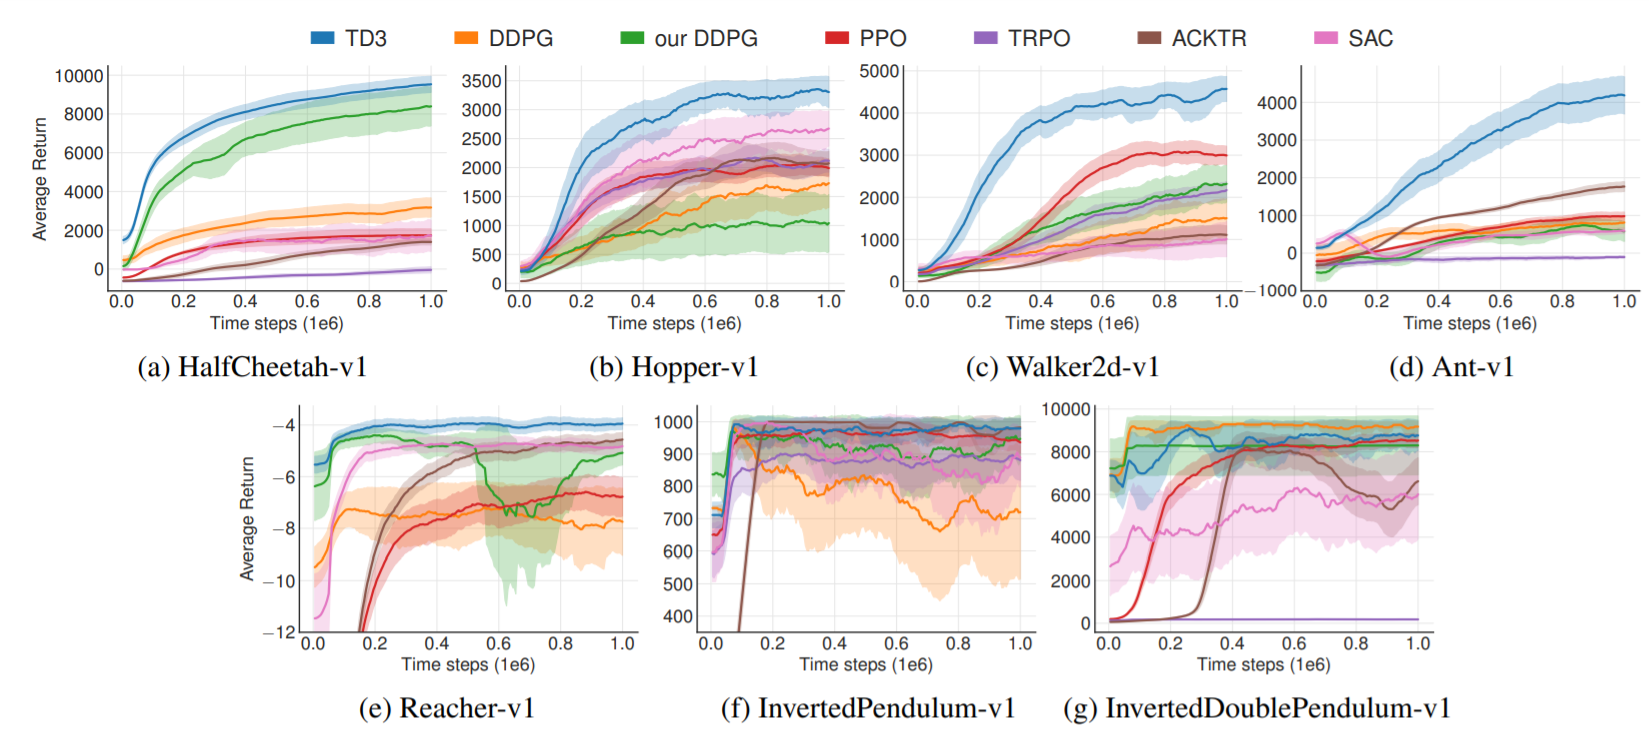 TD3 DDPG our DDPG PPO TRPO ACKTR SAC
Average Return
10000
8000
6000
4000
2000
0
0.0 0.2 0.4 0.6 0.8 1.0
Time steps (1e6)
(a) HalfCheetah-v1
3500
3000
2500
2000
1500
1000
500
0
0.0 0.2 0.4 0.6 0.8 1.0
Time steps (1e6)
(b) Hopper-v1
5000
4000
3000
2000
1000
0
0.0 0.2 0.4 0.6 0.8 1.0
Time steps (1e6)
(c) Walker2d-v1
4000
3000
2000
1000
0
−1000
0.0 0.2 0.4 0.6 0.8 1.0
Time steps (1e6)
(d) Ant-v1
Average Return
−4
−6
−8
−10
−12
0.0 0.2 0.4 0.6 0.8 1.0
Time steps (1e6)
(e) Reacher-v1
1000
900
800
700
600
500
400
0.0 0.2 0.4 0.6 0.8 1.0
Time steps (1e6)
(f) InvertedPendulum-v1
10000
8000
6000
4000
2000
0
0.0 0.2 0.4 0.6 0.8 1.0
Time steps (1e6)
(g) InvertedDoublePendulum-v1